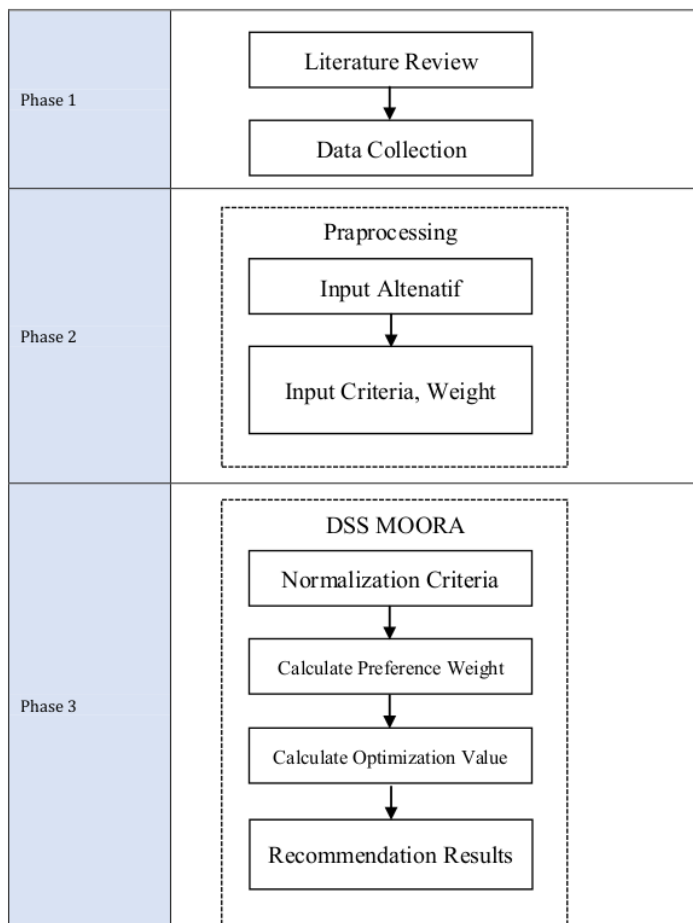 Phase 1
Literature Review
Data Collection
Phase 2
Praprocessing
Input Altenatif
Input Criteria, Weight
Phase 3
DSS MOORA
Normalization Criteria
Calculate Preference Weight
Calculate Optimization Value
Recommendation Results